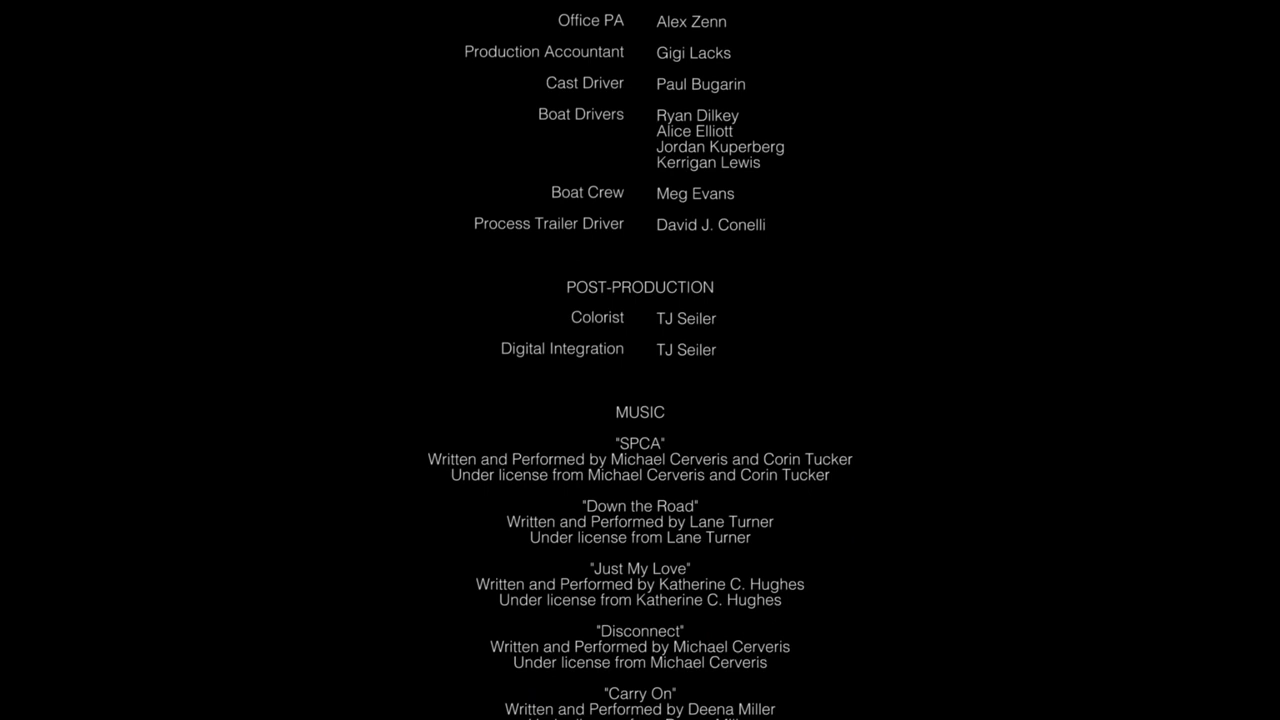 Office PA Alex Zenn
Production Accountant Gigi Lacks
Cast Driver Paul Bugarin
Boat Drivers Ryan Dilkey
Alice Elliott
Jordan Kuperberg
Kerrigan Lewis
Boat Crew Meg Evans
Process Trailer Driver David J. Conelli
POST-PRODUCTION
Colorist TJ Seiler
Digital Integration TJ Seiler
MUSIC
"SPCA"
Written and Performed by Michael Cerveris and Corin Tucker
Under license from Michael Cerveris and Corin Tucker
"Down the Road"
Written and Performed by Lane Turner
Under license from Lane Turner
"Just My Love"
Written and Performed by Katherine C. Hughes
Under license from Katherine C. Hughes
"Disconnect"
Written and Performed by Michael Cerveris
Under license from Michael Cerveris
"Carry On"
Written and Performed by Deena Miller